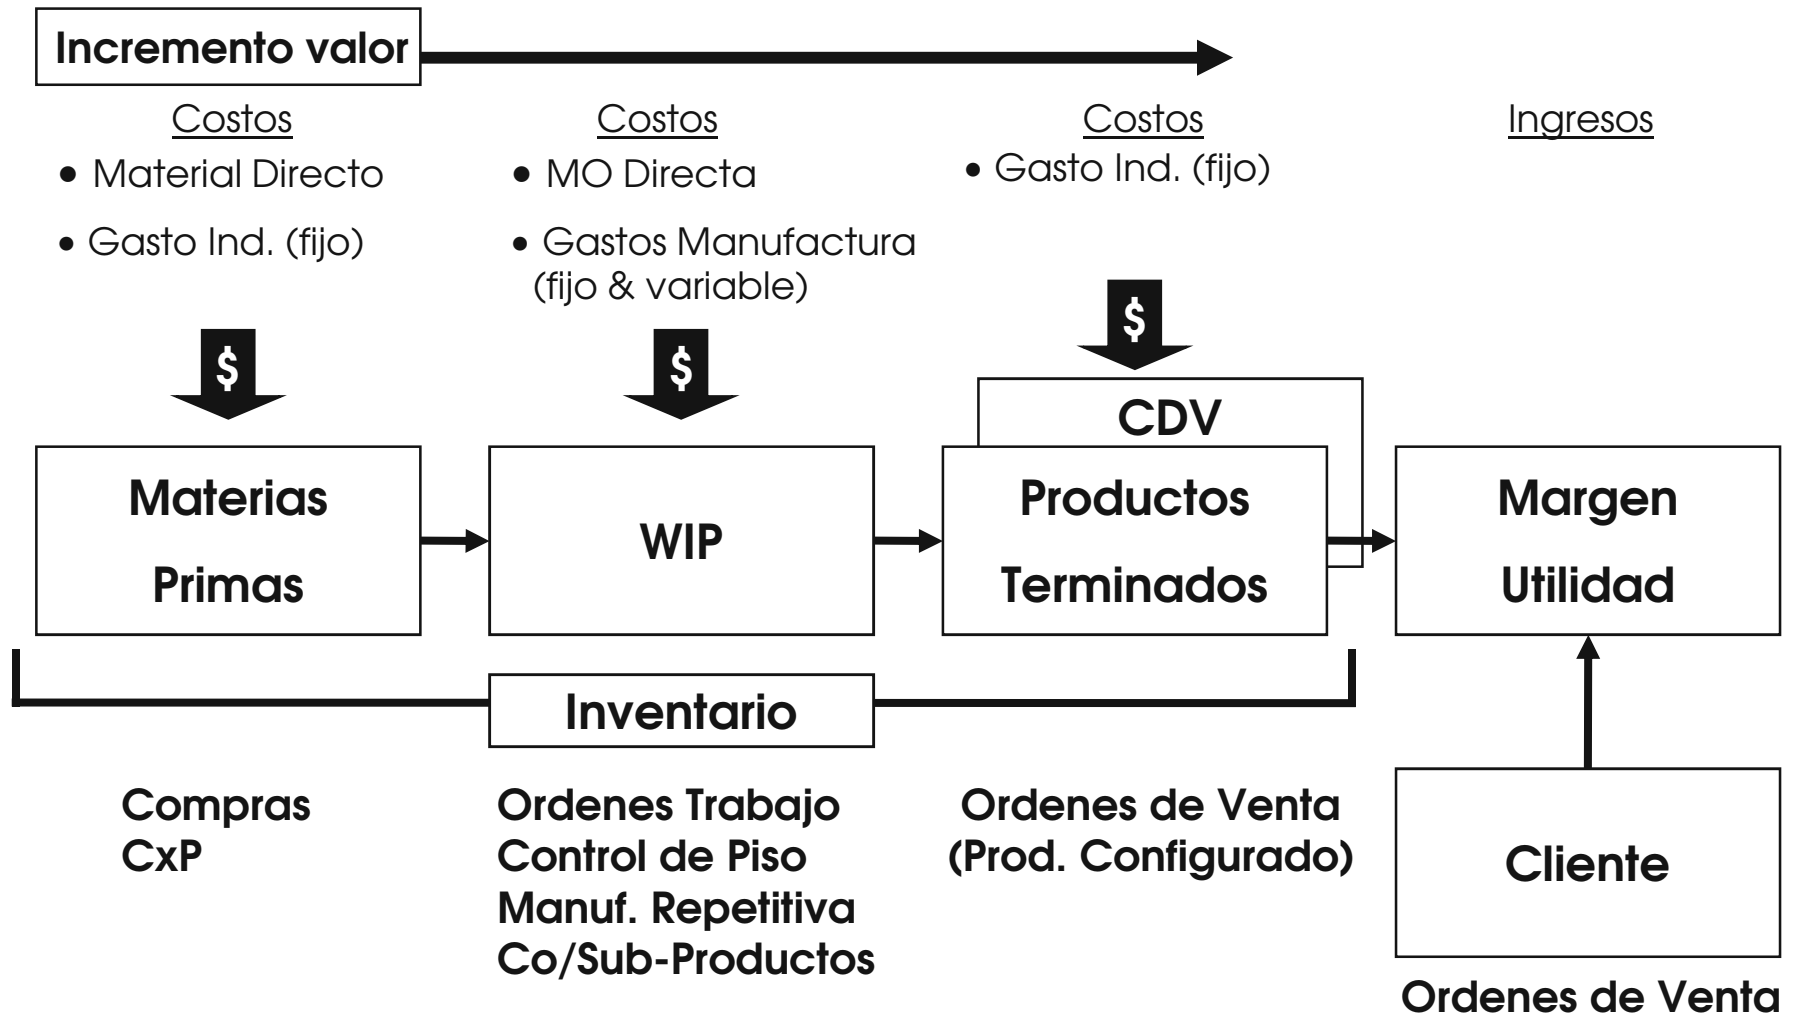 Incremento valor
Costos
• Material Directo
• Gasto Ind. (fijo)
Costos
• MO Directa
• Gastos Manufactura
(fijo & variable)
Costos
• Gasto Ind. (fijo)
Ingresos
$
$
$
CDV
Materias
Primas
WIP
Productos
Terminados
Margen
Utilidad
Inventario
Compras
CxP
Ordenes Trabajo
Control de Piso
Manuf. Repetitiva
Co/Sub-Productos
Ordenes de Venta
(Prod. Configurado)
Cliente
Ordenes de Venta